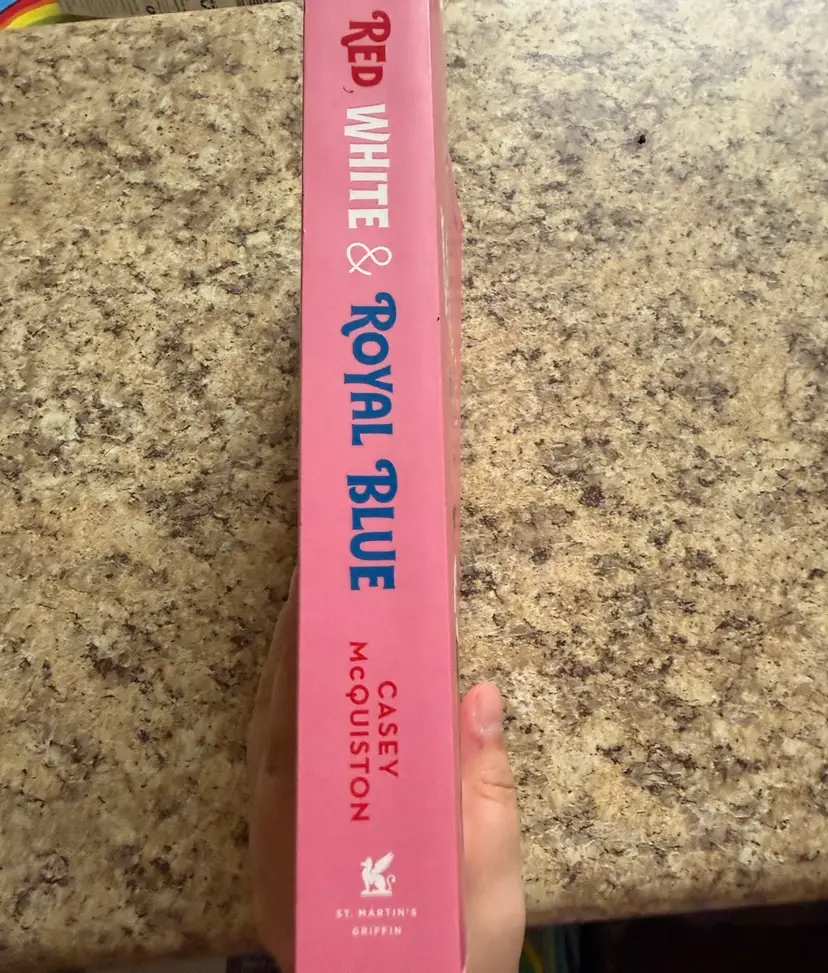 RED, WHITE & ROYAL BLUE
CASEY
McQUISTON
ST. MARTIN'S
GRIFFIN